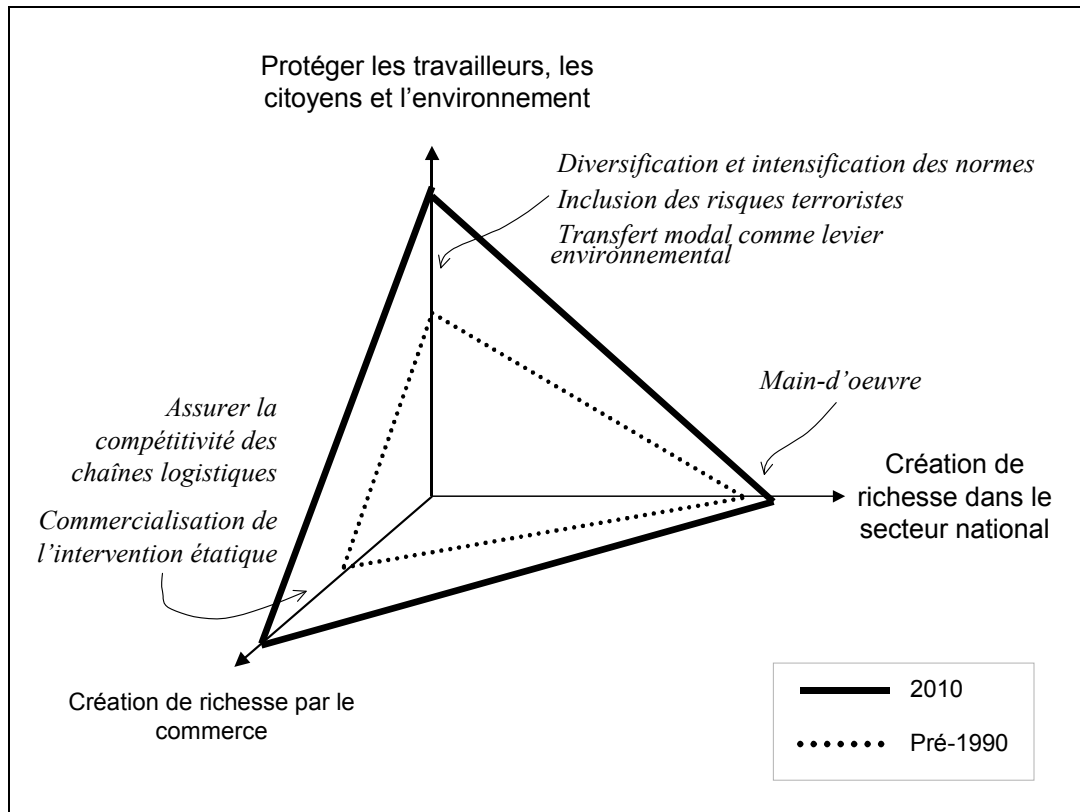 Protéger les travailleurs, les
citoyens et l'environnement
Diversification et intensification des normes
Inclusion des risques terroristes
Transfert modal comme levier
environnemental
Main-d'oeuvre
Assurer la
compétitivité des
chaînes logistiques
Création de
richesse dans le
secteur national
Commercialisation de
l'intervention étatique
Création de richesse par le
commerce
2010
Pré-1990